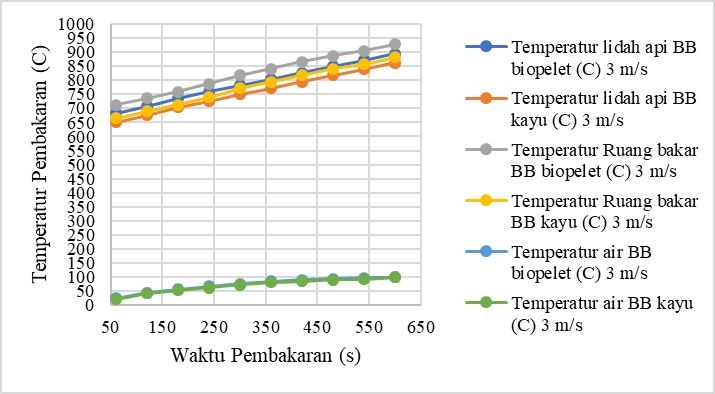 1000
950
900
850
800
750
700
650
600
550
500
450
400
350
300
250
200
150
100
50
0
Temperatur Pembakaran (C)
50 150 250 350 450 550 650
Waktu Pembakaran (s)
Temperatur lidah api BB
biopelet (C) 3 m/s
Temperatur lidah api BB
kayu (C) 3 m/s
Temperatur Ruang bakar
BB biopelet (C) 3 m/s
Temperatur Ruang bakar
BB kayu (C) 3 m/s
Temperatur air BB
biopelet (C) 3 m/s
Temperatur air BB kayu
(C) 3 m/s